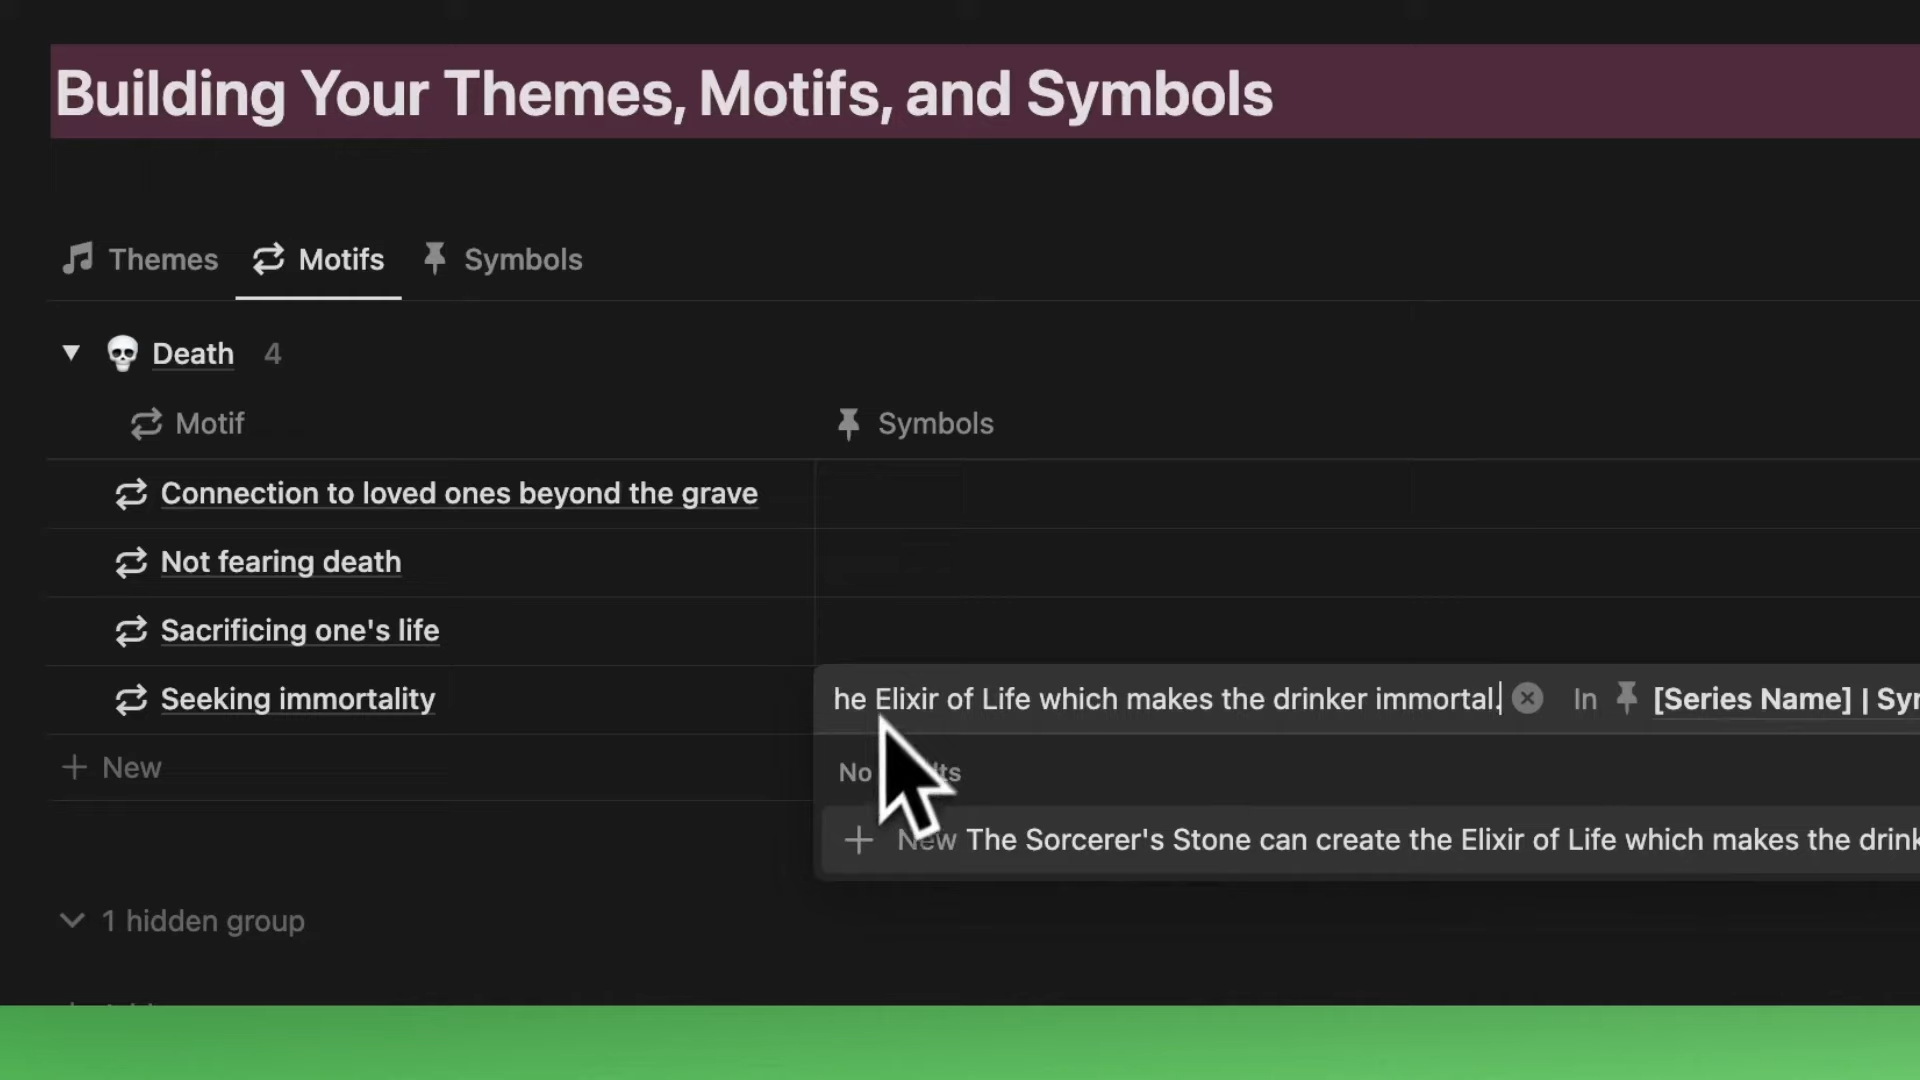 Building Your Themes, Motifs, and Symbols
Themes Motifs Symbols
Death 4
Motif Symbols
Connection to loved ones beyond the grave
Not fearing death
Sacrificing one's life
Seeking immortality he Elixir of Life which makes the drinker immortal. In [Series Name] | Syn
New No
New The Sorcerer's Stone can create the Elixir of Life which makes the drink
1 hidden group